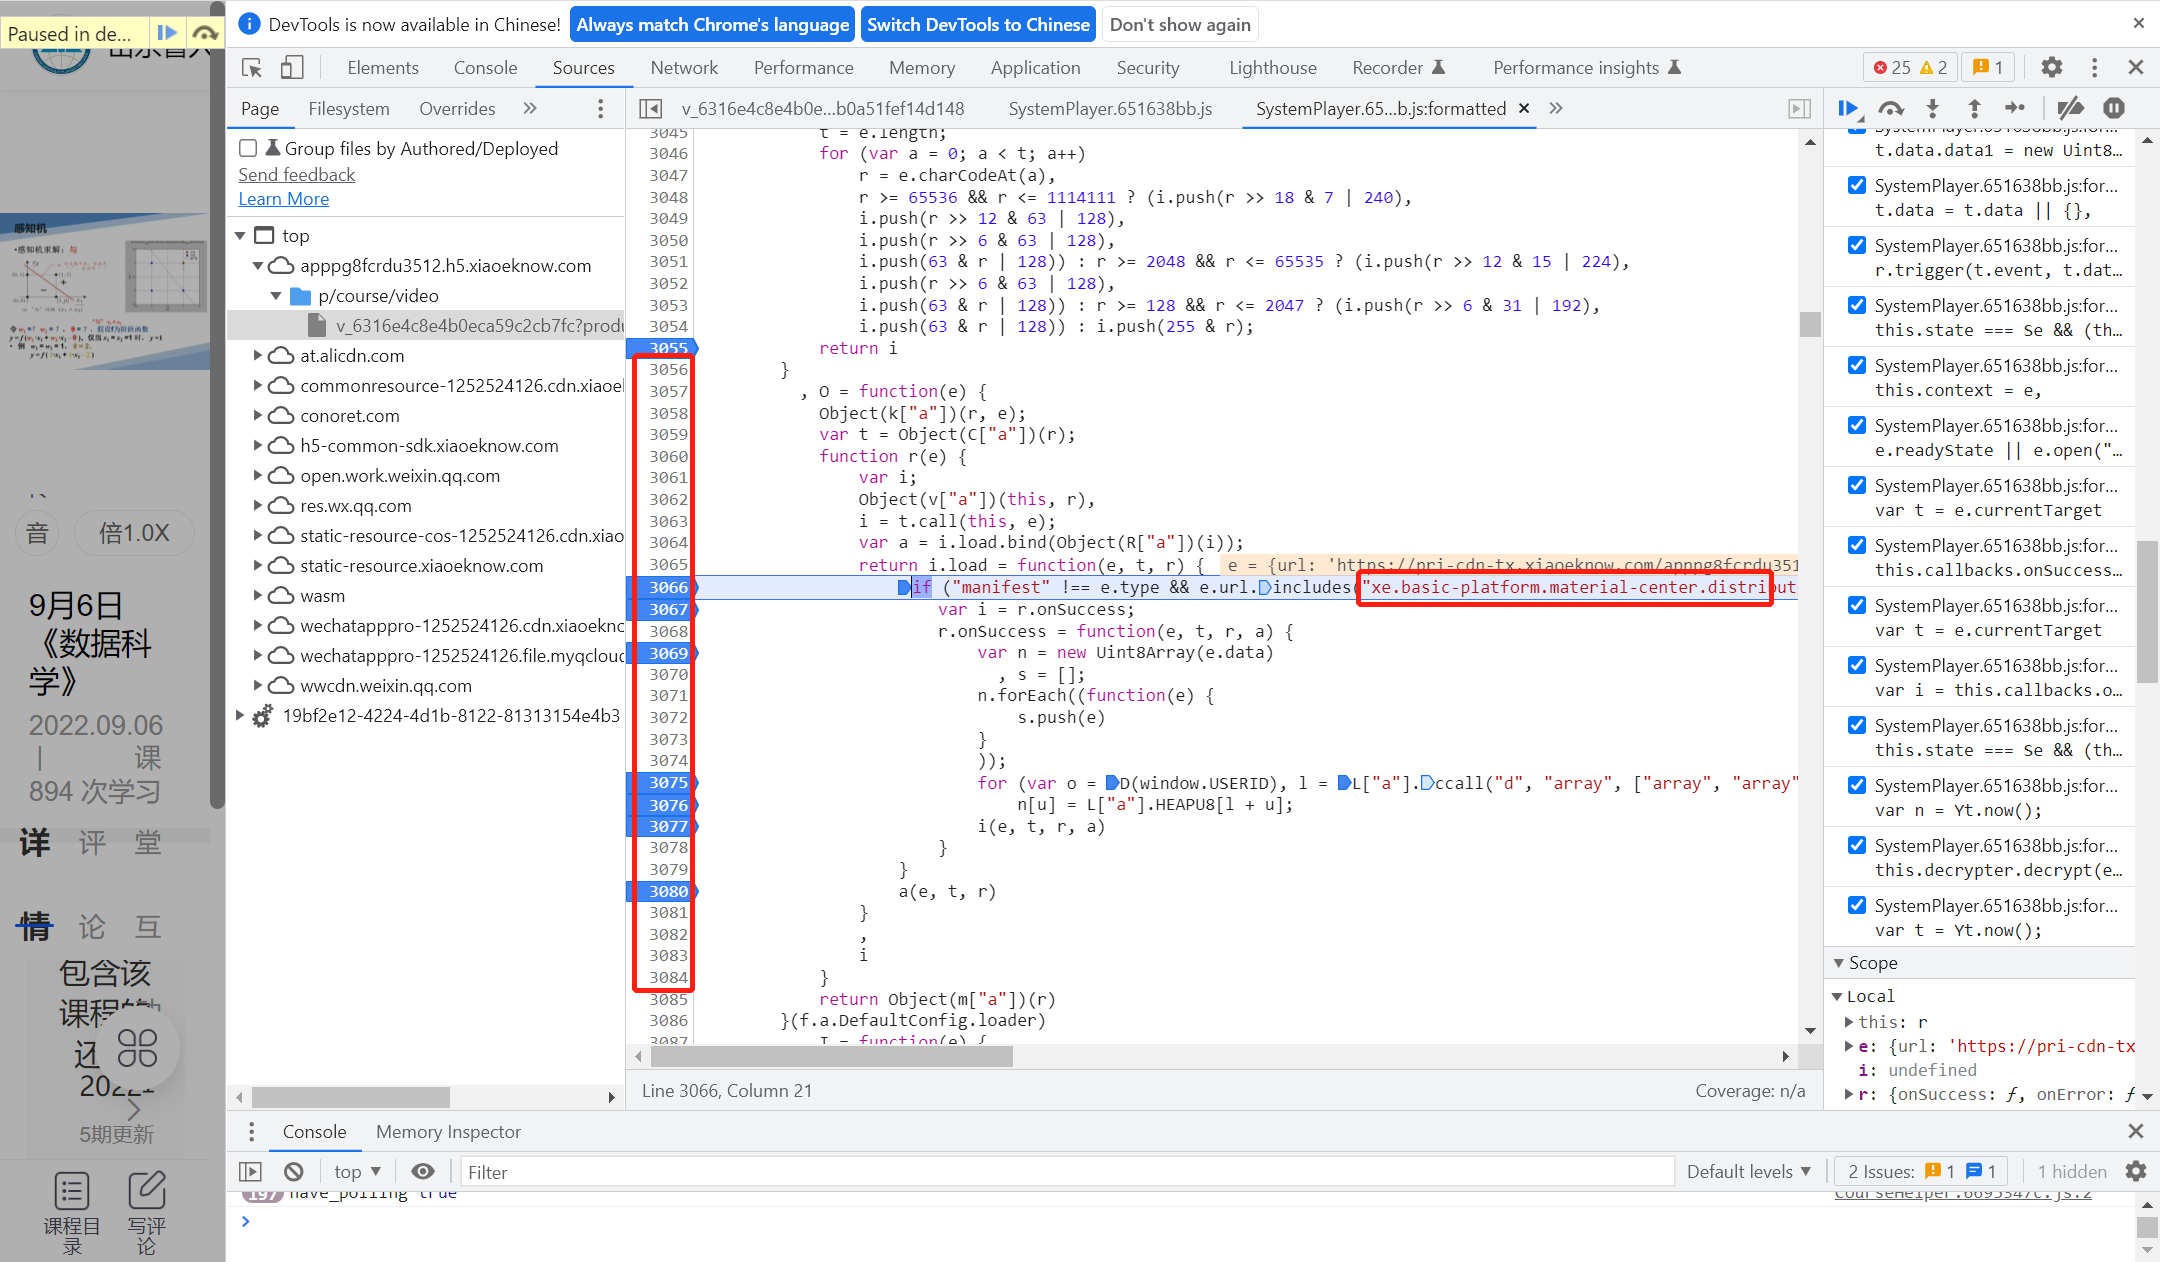 Paused in de...
DevTools is now available in Chinese!
Always match Chrome's language
Switch DevTools to Chinese
Don't show again
Elements
Console
Sources
Network
Performance
Memory
Application
Security
Lighthouse
Recorder
Performance insights
25
2
1
Page
Filesystem
Overrides
v_6316e4c8e4b0e...b0a51fef14d148
SystemPlayer.651638bb.js
SystemPlayer.65...b.js:formatted
Group files by Authored/Deployed
Send feedback
Learn More
top
apppg8fcrdu3512.h5.xiaoeknow.com
p/course/video
v_6316e4c8e4b0eca59c2cb7fc?produ
at.alicdn.com
commonresource-1252524126.cdn.xiaoek
conoret.com
h5-common-sdk.xiaoeknow.com
open.work.weixin.qq.com
res.wx.qq.com
static-resource-cos-1252524126.cdn.xiao
static-resource.xiaoeknow.com
wasm
wechatapppro-1252524126.cdn.xiaoeknc
wechatapppro-1252524126.file.myqcloud
wwcdn.weixin.qq.com
19bf2e12-4224-4d1b-8122-81313154e4b3
3045 t = e.length;
3046 for (var a = 0; a < t; a++)
3047 r = e.charCodeAt(a),
3048 r >= 65536 && r <= 1114111 ? (i.push(r >> 18 & 7 | 240),
3049 i.push(r >> 12 & 63 | 128),
3050 i.push(r >> 6 & 63 | 128),
3051 i.push(63 & r | 128)) : r >= 2048 && r <= 65535 ? (i.push(r >> 12 & 15 | 224),
3052 i.push(r >> 6 & 63 | 128),
3053 i.push(63 & r | 128)) : r >= 128 && r <= 2047 ? (i.push(r >> 6 & 31 | 192),
3054 i.push(63 & r | 128)) : i.push(255 & r);
3055 return i
3056 }
3057 , O = function(e) {
3058 Object(k["a"])(r, e);
3059 var t = Object(C["a"])(r);
3060 function r(e) {
3061 var i;
3062 Object(v["a"])(this, r),
3063 i = t.call(this, e);
3064 var a = i.load.bind(Object(R["a"])(i));
3065 return i.load = function(e, t, r) { e = {url: 'https://pri-cdn-tx.xiaoeknow.com/apppg8fcrdu351
3066 if ("manifest" !== e.type && e.url.includes("xe.basic-platform.material-center.distribut
3067 var i = r.onSuccess;
3068 r.onSuccess = function(e, t, r, a) {
3069 var n = new Uint8Array(e.data)
3070 , s = [];
3071 n.forEach((function(e) {
3072 s.push(e)
3073 }
3074 ));
3075 for (var o = D(window.USERID), l = L["a"].ccall("d", "array", ["array", "array"
3076 n[u] = L["a"].HEAPU8[l + u];
3077 i(e, t, r, a)
3078 }
3079 }
3080 a(e, t, r)
3081 }
3082 ,
3083 i
3084 }
3085 return Object(m["a"])(r)
3086 }(f.a.DefaultConfig.loader)
3087 T = function(e) {
Line 3066, Column 21
Coverage: n/a
SystemPlayer.651638bb.js:for...
t.data.data1 = new Uint8...
SystemPlayer.651638bb.js:for...
t.data = t.data || {},
SystemPlayer.651638bb.js:for...
r.trigger(t.event, t.dat...
SystemPlayer.651638bb.js:for...
this.state === Se && (th...
SystemPlayer.651638bb.js:for...
this.context = e,
SystemPlayer.651638bb.js:for...
e.readyState || e.open("...
SystemPlayer.651638bb.js:for...
var t = e.currentTarget
SystemPlayer.651638bb.js:for...
this.callbacks.onSuccess...
SystemPlayer.651638bb.js:for...
var t = e.currentTarget
SystemPlayer.651638bb.js:for...
var i = this.callbacks.o...
SystemPlayer.651638bb.js:for...
this.state === Se && (th...
SystemPlayer.651638bb.js:for...
var n = Yt.now();
SystemPlayer.651638bb.js:for...
this.decrypter.decrypt(e...
SystemPlayer.651638bb.js:for...
var t = Yt.now();
Scope
Local
this: r
e: {url: 'https://pri-cdn-tx
i: undefined
r: {onSuccess: ƒ, onError: ƒ
感知机
•感知机求解：与
音
倍1.0X
9月6日
《数据科
学》
2022.09.06
| 课
894 次学习
详 评 堂
情 论 互
包含该
课程的
还
2022
5期更新
课程目
录
写评
论
Console
Memory Inspector
top
Filter
Default levels
2 Issues:
1
1
1 hidden
197 have_polling true
CourseHelper.6695347c.js:2